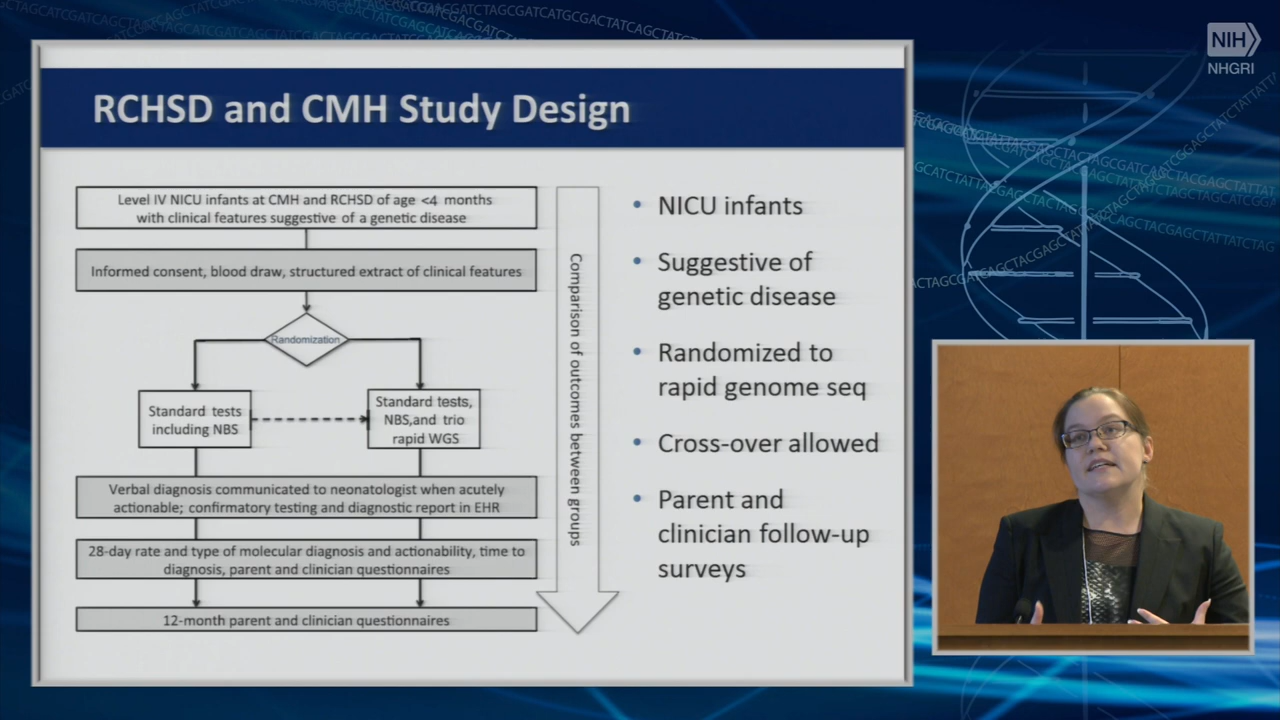 NIH
NHGRI
RCHSD and CMH Study Design
Level IV NICU infants at CMH and RCHSD of age <4 months
with clinical features suggestive of a genetic disease
Informed consent, blood draw, structured extract of clinical features
Randomization
Standard tests
including NBS
Standard tests,
NBS,and trio
rapid WGS
Verbal diagnosis communicated to neonatologist when acutely
actionable; confirmatory testing and diagnostic report in EHR
28-day rate and type of molecular diagnosis and actionability, time to
diagnosis, parent and clinician questionnaires
12-month parent and clinician questionnaires
Comparison of outcomes between groups
• NICU infants
• Suggestive of
genetic disease
• Randomized to
rapid genome seq
• Cross-over allowed
• Parent and
clinician follow-up
surveys